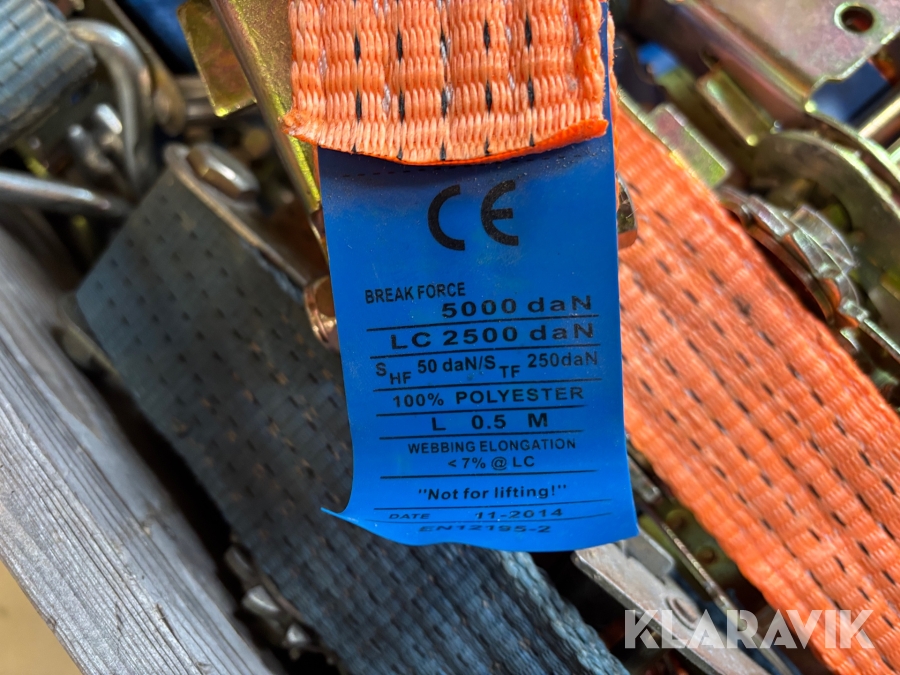 CE
BREAK FORCE
5000 daN
LC 2500 daN
SHF 50 daN/STF 250daN
100% POLYESTER
L 0.5 M
WEBBING ELONGATION
<7% @ LC
"Not for lifting!"
DATE 11-2014
EN12195-2
KLARAVIK